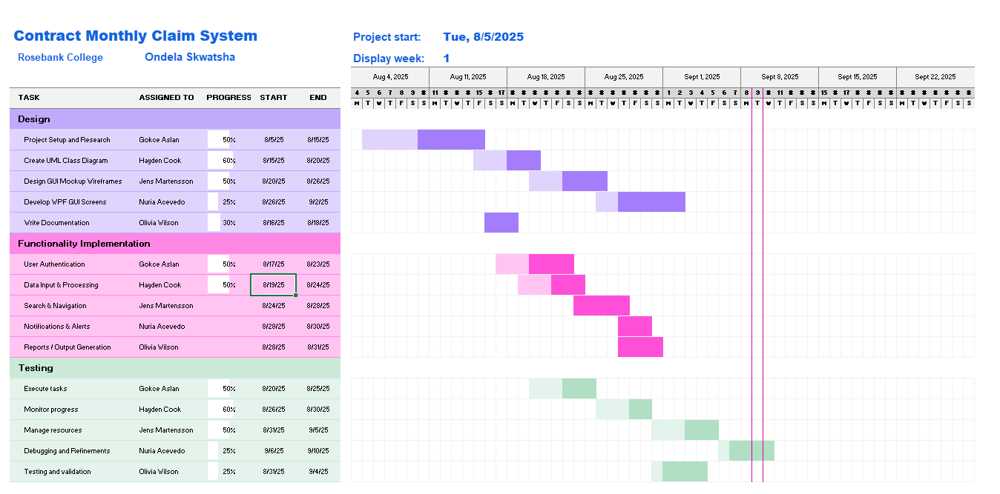 Contract Monthly Claim System
Project start: Tue, 8/5/2025
Rosebank College Ondela Skwatsha
Display week: 1
Aug 4, 2025 Aug 11, 2025 Aug 18, 2025 Aug 25, 2025 Sept 1, 2025 Sept 8, 2025 Sept 15, 2025 Sept 22, 2025
4 5 6 7 8 9 # 11 # # # 15 # 17 # # # # # # # # # # # # # # 1 2 3 4 5 6 7 8 9 # 11 # # # 15 # 17 # # # # # # # # # # #
TASK ASSIGNED TO PROGRESS START END
M T W T F S S M T W T F S S M T W T F S S M T W T F S S M T W T F S S M T W T F S S M T W T F S S M T W T F S S
Design
Project Setup and Research Gokce Aslan 50% 8/5/25 8/15/25
Create UML Class Diagram Hayden Cook 60% 8/15/25 8/20/25
Design GUI Mockup Wireframes Jens Martensson 50% 8/20/25 8/26/25
Develop WPF GUI Screens Nuria Acevedo 25% 8/26/25 9/2/25
Write Documentation Olivia Wilson 30% 8/16/25 8/18/25
Functionality Implementation
User Authentication Gokce Aslan 50% 8/17/25 8/23/25
Data Input & Processing Hayden Cook 50% 8/19/25 8/24/25
Search & Navigation Jens Martensson 8/24/25 8/28/25
Notifications & Alerts Nuria Acevedo 8/28/25 8/30/25
Reports / Output Generation Olivia Wilson 8/28/25 8/31/25
Testing
Execute tasks Gokce Aslan 50% 8/20/25 8/25/25
Monitor progress Hayden Cook 60% 8/26/25 8/30/25
Manage resources Jens Martensson 50% 8/31/25 9/5/25
Debugging and Refinements Nuria Acevedo 25% 9/6/25 9/10/25
Testing and validation Olivia Wilson 25% 8/31/25 9/4/25